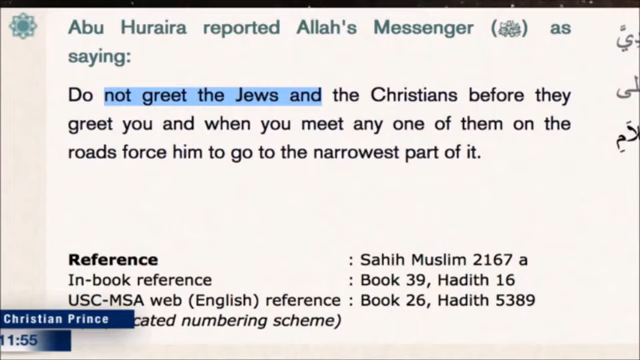 Abu Huraira reported Allah's Messenger (ﷺ) as
saying:
Do not greet the Jews and the Christians before they
greet you and when you meet any one of them on the
roads force him to go to the narrowest part of it.
Reference : Sahih Muslim 2167 a
In-book reference : Book 39, Hadith 16
USC-MSA web (English) reference : Book 26, Hadith 5389
numbering scheme)
Christian Prince
11:55